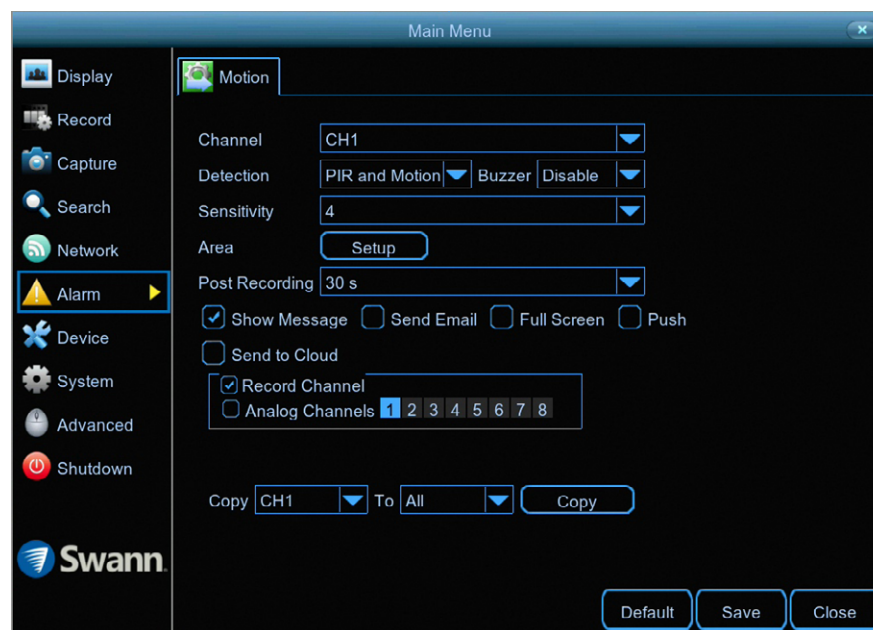 Main Menu
Display
Record
Capture
Search
Network
Alarm
Device
System
Advanced
Shutdown
Swann
Motion
Channel CH1
Detection PIR and Motion Buzzer Disable
Sensitivity 4
Area Setup
Post Recording 30 s
Show Message Send Email Full Screen Push
Send to Cloud
Record Channel
Analog Channels 1 2 3 4 5 6 7 8
Copy CH1 To All Copy
Default Save Close